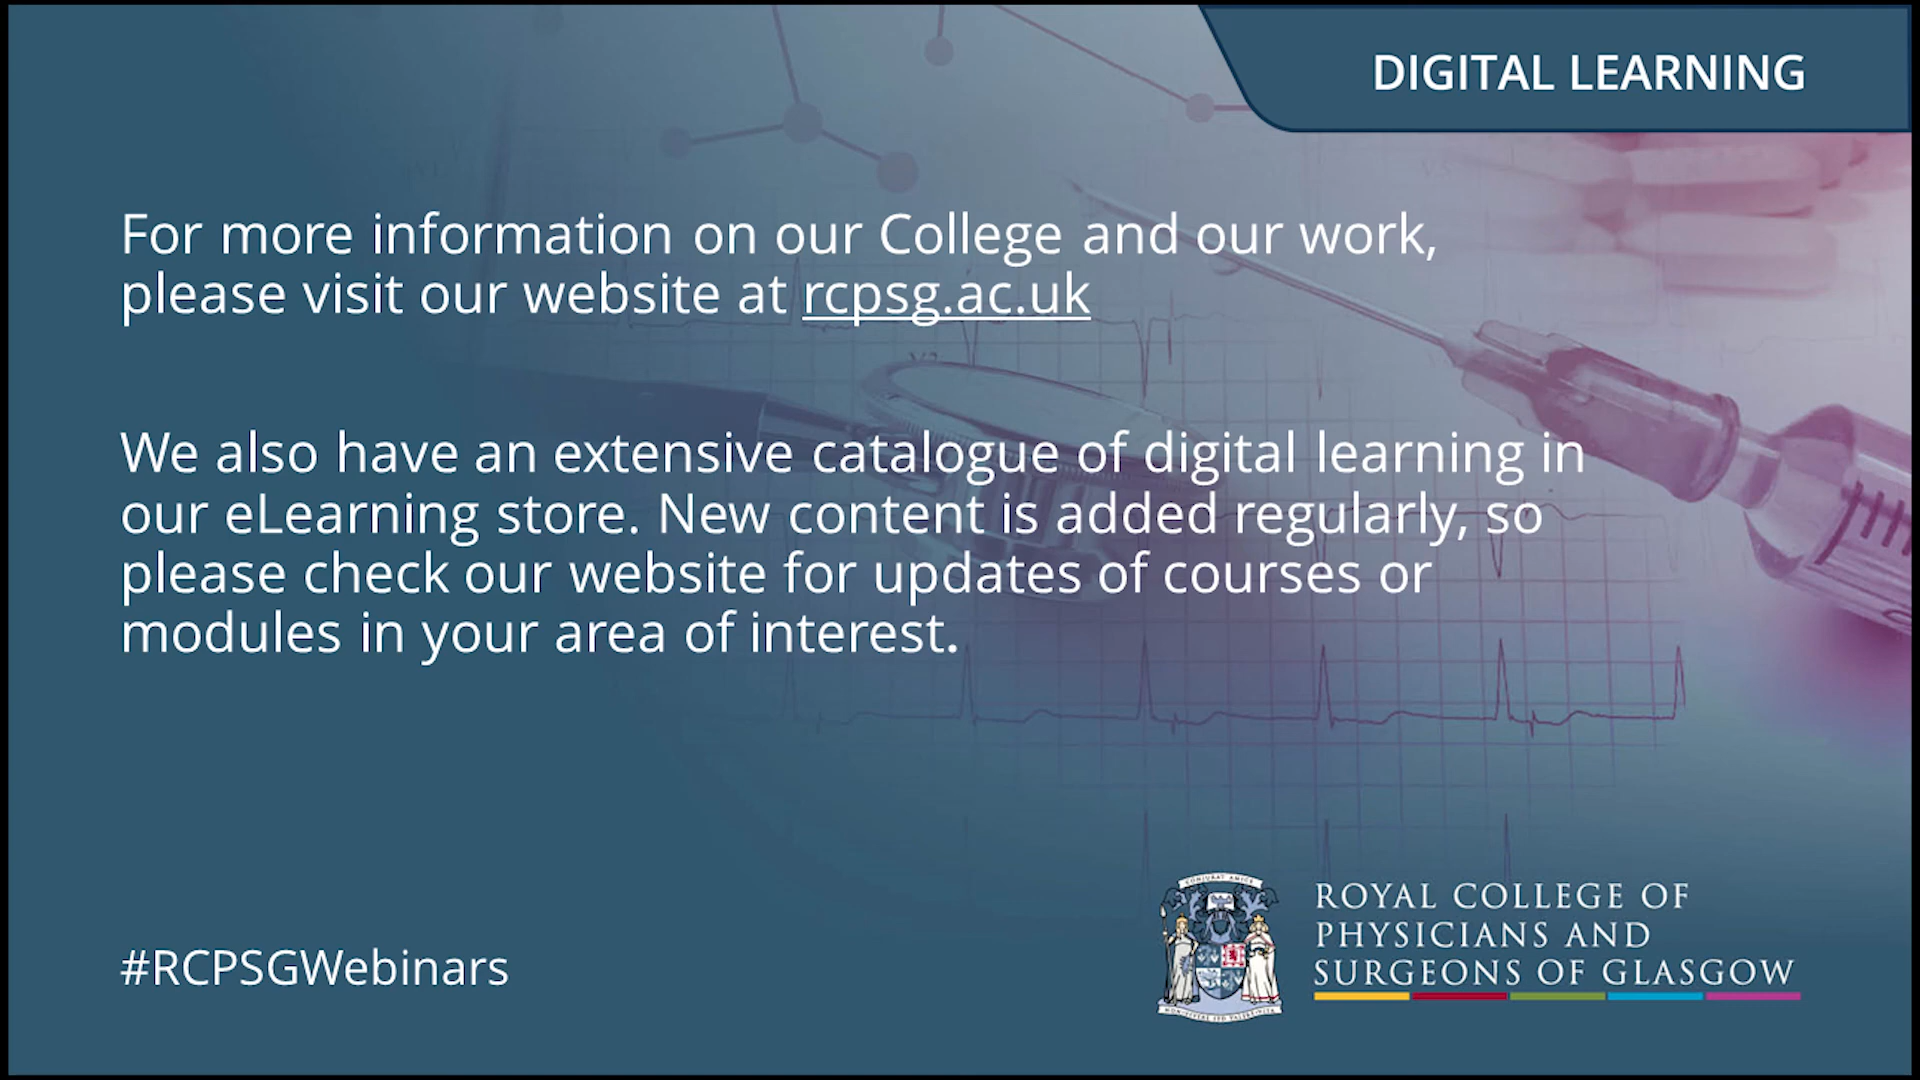 DIGITAL LEARNING
For more information on our College and our work,
please visit our website at rcpsg.ac.uk
We also have an extensive catalogue of digital learning in
our eLearning store. New content is added regularly, so
please check our website for updates of courses or
modules in your area of interest.
#RCPSGWebinars
CONJURAT AMICE
ROYAL COLLEGE OF
PHYSICIANS AND
SURGEONS OF GLASGOW